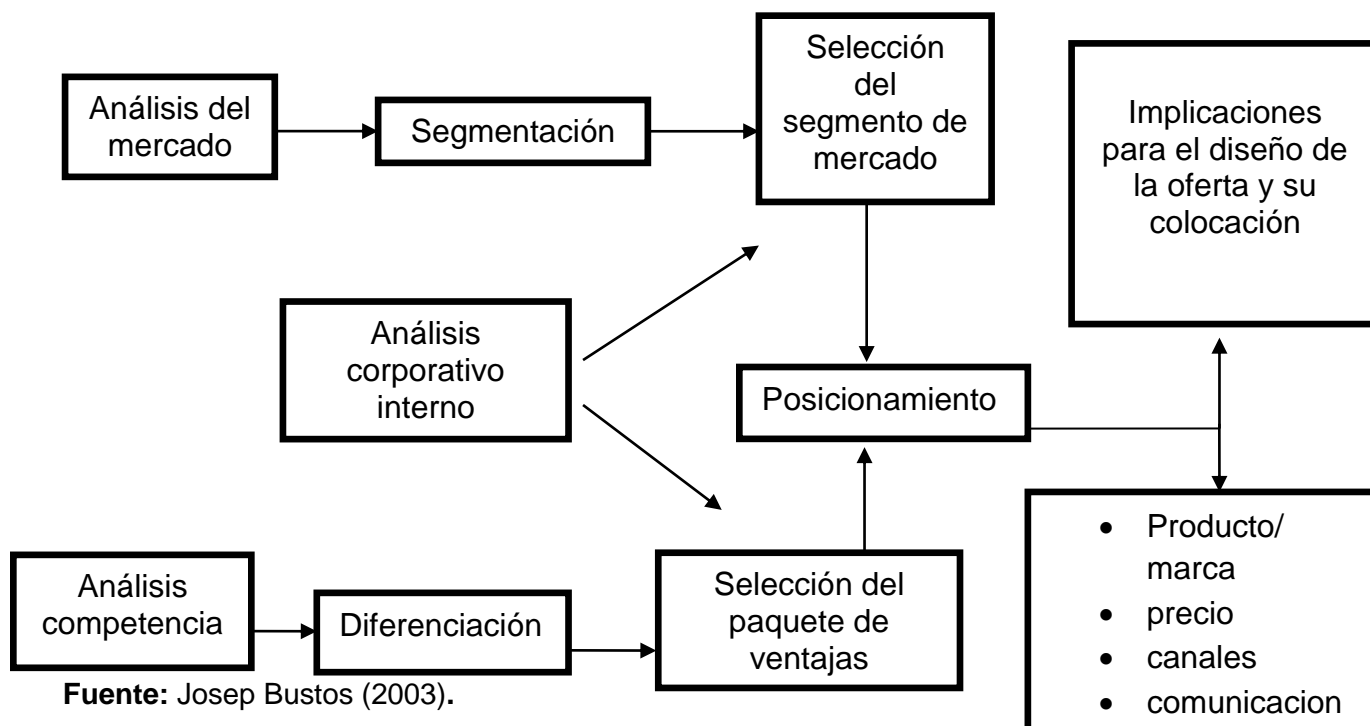 Análisis del
mercado
Segmentación
Selección
del
segmento de
mercado
Implicaciones
para el diseño de
la oferta y su
colocación
Análisis
corporativo
interno
Posicionamiento
Análisis
competencia
Diferenciación
Selección del
paquete de
ventajas
• Producto/
marca
• precio
• canales
• comunicacion
Fuente: Josep Bustos (2003).